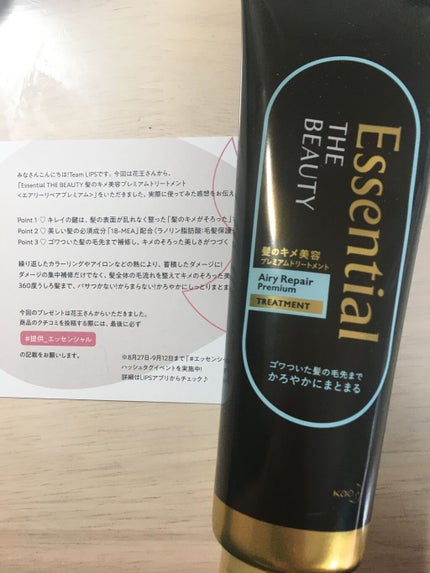 みなさんこんにちは!Team LIPSです。今回は花王さんから、
「Essential THE BEAUTY 髪のキメ美容プレミアムトリートメント
<エアリーリペアプレミアム>」をいただきました。実際に使ってみた感想をお伝え
Point 1♡ キレイの鍵は、髪の表面が乱れなく整った「髪のキメがそろった」
Point 2♡ 美しい髪の必須成分「18-MEA」配合(ラノリン脂肪酸:毛髪保護
Point 3♡ ゴワついた髪の毛先まで補修し、キメのそろった美しさがつづく
繰り返したカラーリングやアイロンなどの熱により、蓄積したダメージに!
ダメージの集中補修だけでなく、髪全体の毛流れを整えてキメのそろった美
360度うしろ髪まで、パサつかない!からまらない!かろやかにしっとりまとま
今回のプレゼントは花王さんからいただきました。
商品のクチコミを投稿する際には、最後に必ず
#提供_エッセンシャル
の記載をお願いします。
※8月27日-9月12日まで「#エッセンシ
ハッシュタグイベントを実施中!
詳細はLIPSアプリからチェック♪
Essential
THE
BEAUTY
髪のキメ美容
プレミアムトリートメント
Airy Repair
Premium
TREATMENT
ゴワついた髪の毛先まで
かろやかにまとまる
Kao